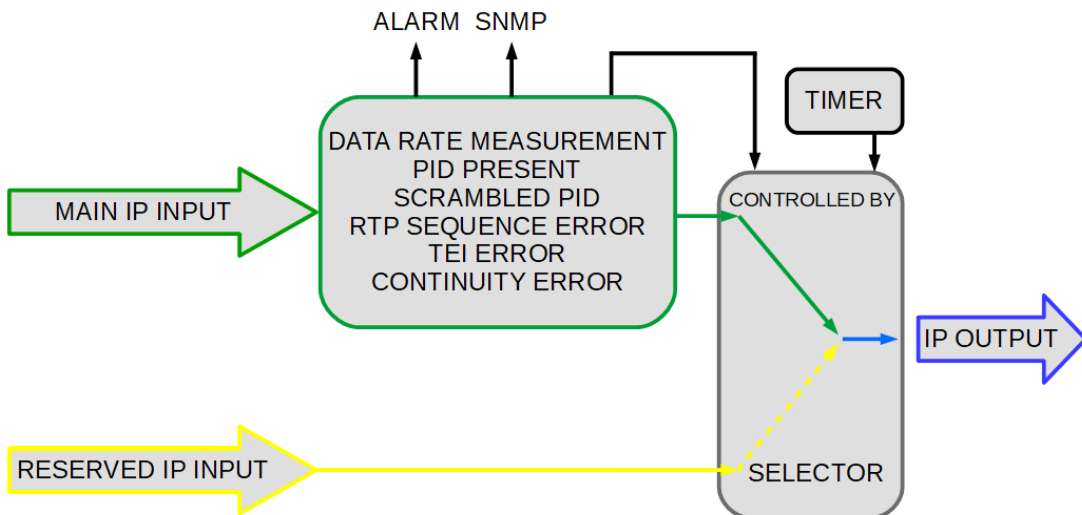 ALARM SNMP
TIMER
DATA RATE MEASUREMENT
PID PRESENT
SCRAMBLED PID
RTP SEQUENCE ERROR
TEI ERROR
CONTINUITY ERROR
MAIN IP INPUT
CONTROLLED BY
IP OUTPUT
RESERVED IP INPUT
SELECTOR